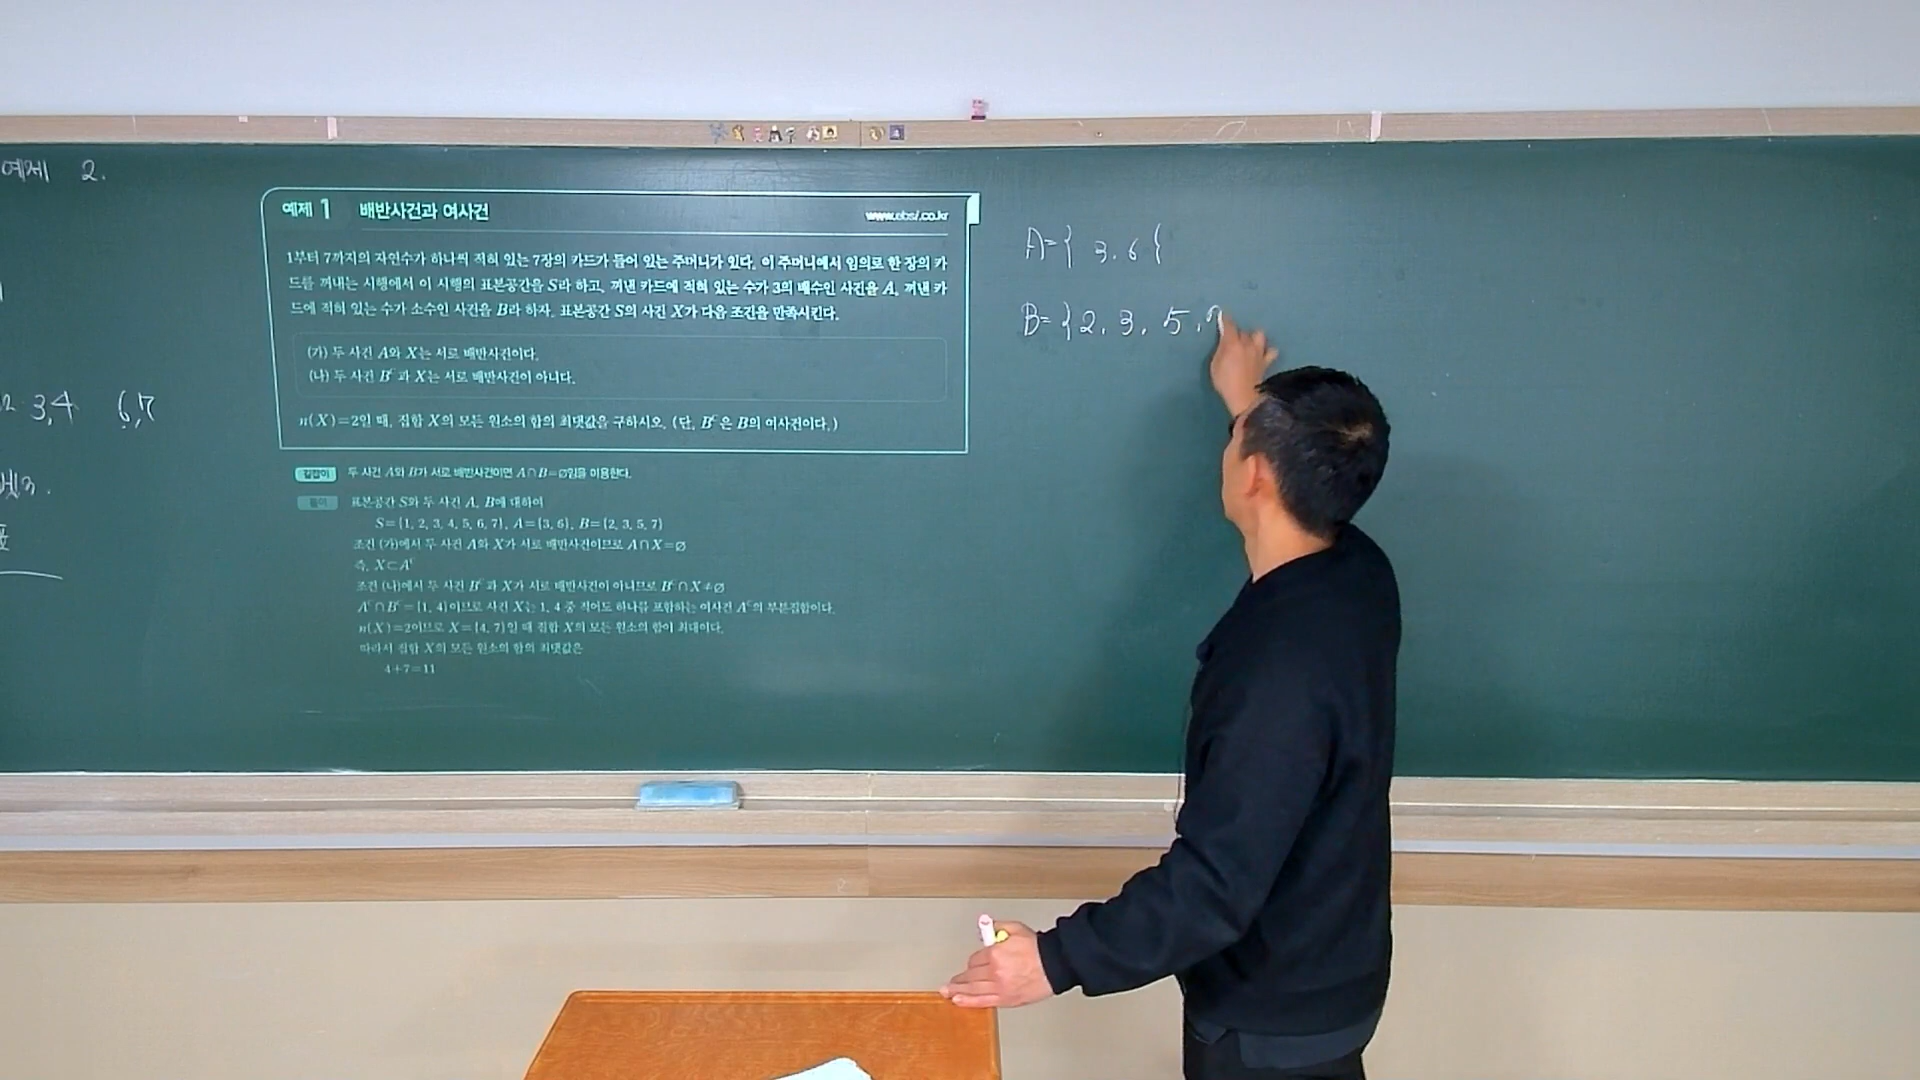 예제 2.
3,4 6,7
예제 1 배반사건과 여사건
www.ebsi.co.kr
1부터 7까지의 자연수가 하나씩 적혀 있는 7장의 카드가 들어 있는 주머니가 있다. 이 주머니에서 임의로 한 장의 카
드를 꺼내는 시행에서 이 시행의 표본공간을 S라 하고, 꺼낸 카드에 적혀 있는 수가 3의 배수인 사건을 A, 꺼낸 카
드에 적혀 있는 수가 소수인 사건을 B라 하자. 표본공간 S의 사건 X가 다음 조건을 만족시킨다.
(가) 두 사건 A와 X는 서로 배반사건이다.
(나) 두 사건 Bᶜ과 X는 서로 배반사건이 아니다.
n(X)=2일 때, 집합 X의 모든 원소의 합의 최댓값을 구하시오. (단, Bᶜ은 B의 여사건이다.)
길잡이 두 사건 A와 B가 서로 배반사건이면 A∩B=∅임을 이용한다.
풀이 표본공간 S와 두 사건 A, B에 대하여
S={1, 2, 3, 4, 5, 6, 7}, A={3, 6}, B={2, 3, 5, 7}
조건 (가)에서 두 사건 A와 X가 서로 배반사건이므로 A∩X=∅
즉, X⊂Aᶜ
조건 (나)에서 두 사건 Bᶜ과 X가 서로 배반사건이 아니므로 Bᶜ∩X≠∅
Aᶜ∩Bᶜ={1, 4}이므로 사건 X는 1, 4 중 적어도 하나를 포함하는 여사건 Aᶜ의 부분집합이다.
n(X)=2이므로 X={4, 7}일 때 집합 X의 모든 원소의 합이 최대이다.
따라서 집합 X의 모든 원소의 합의 최댓값은
4+7=11
A={ 3. 6 {
B={2. 3. 5.